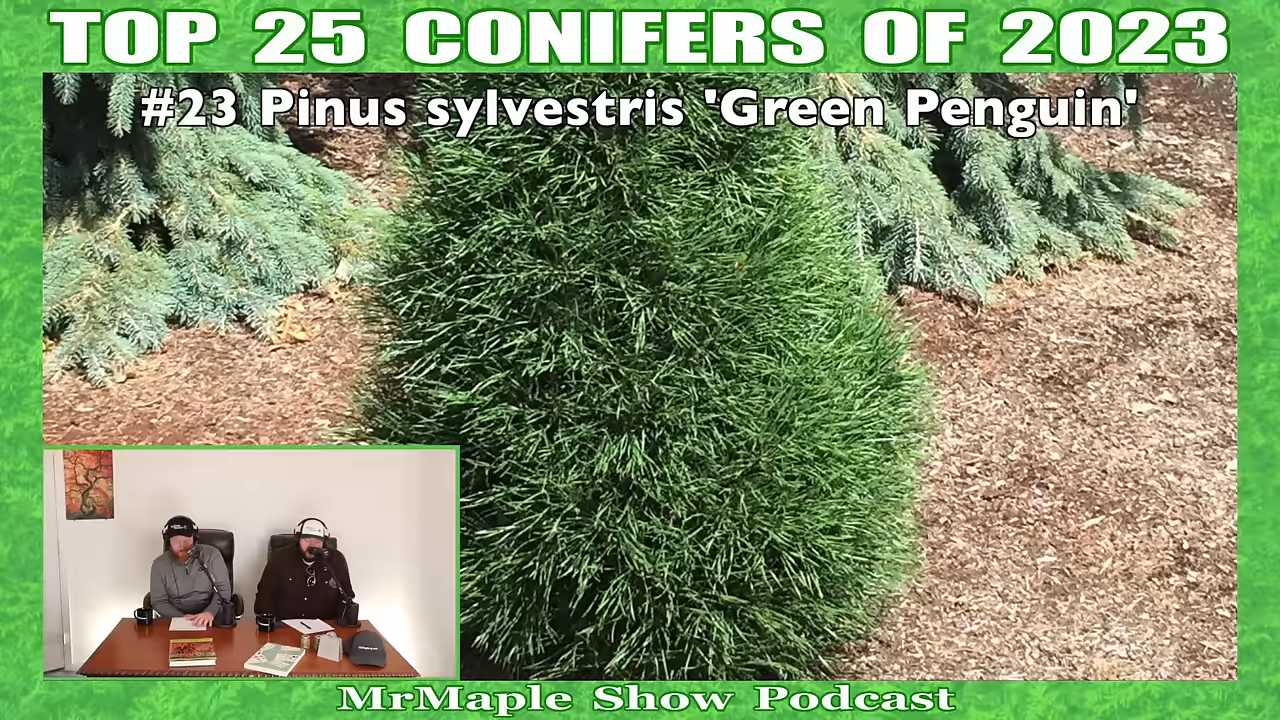 TOP 25 CONIFERS OF 2023
#23 Pinus sylvestris 'Green Penguin'
MrMaple Show Podcast